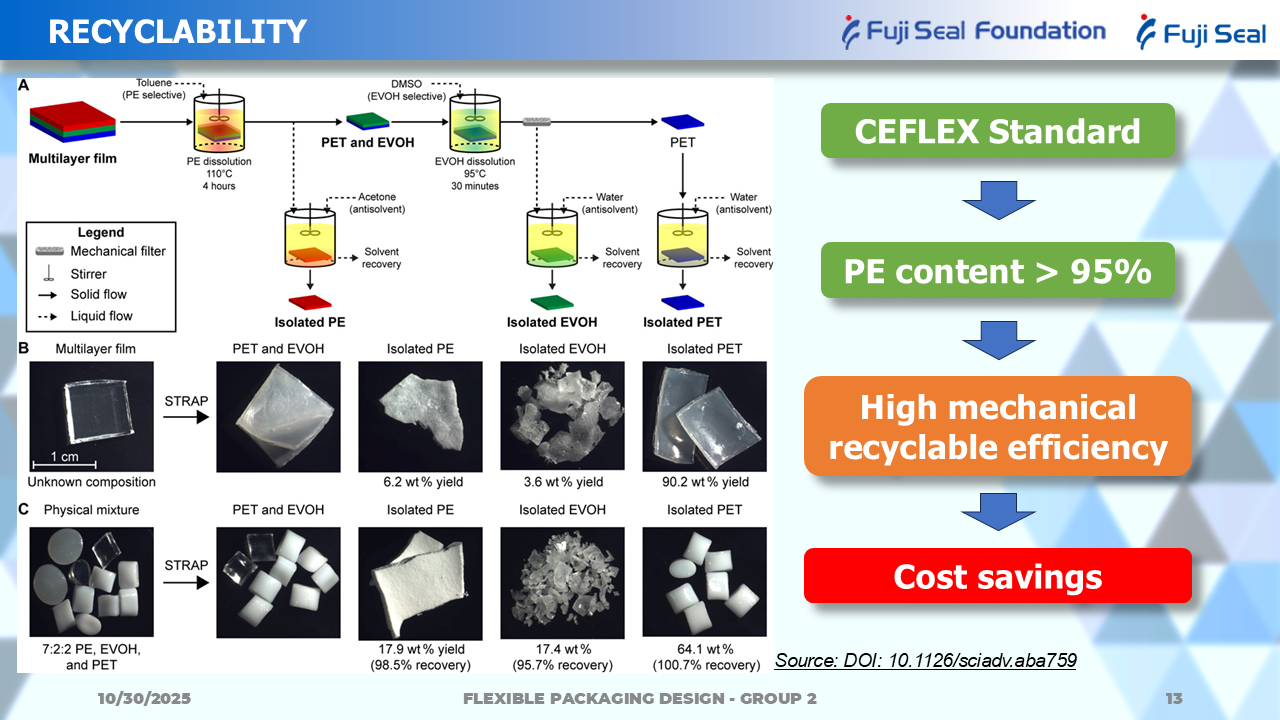 RECYCLABILITY
Fuji Seal Foundation
Fuji Seal
A
Toluene
(PE selective)
DMSO
(EVOH selective)
Multilayer film
PE dissolution
110°C
4 hours
PET and EVOH
EVOH dissolution
95°C
30 minutes
PET
Acetone
(antisolvent)
Water
(antisolvent)
Water
(antisolvent)
Legend
Mechanical filter
Stirrer
Solid flow
Liquid flow
Solvent
recovery
Solvent
recovery
Solvent
recovery
Isolated PE
Isolated EVOH
Isolated PET
B
Multilayer film
PET and EVOH
Isolated PE
Isolated EVOH
Isolated PET
STRAP
1 cm
Unknown composition
6.2 wt % yield
3.6 wt % yield
90.2 wt % yield
C
Physical mixture
PET and EVOH
Isolated PE
Isolated EVOH
Isolated PET
STRAP
7:2:2 PE, EVOH,
and PET
17.9 wt % yield
(98.5% recovery)
17.4 wt %
(95.7% recovery)
64.1 wt %
(100.7% recovery)
CEFLEX Standard
PE content > 95%
High mechanical
recyclable efficiency
Cost savings
Source: DOI: 10.1126/sciadv.aba759
10/30/2025
FLEXIBLE PACKAGING DESIGN - GROUP 2
13